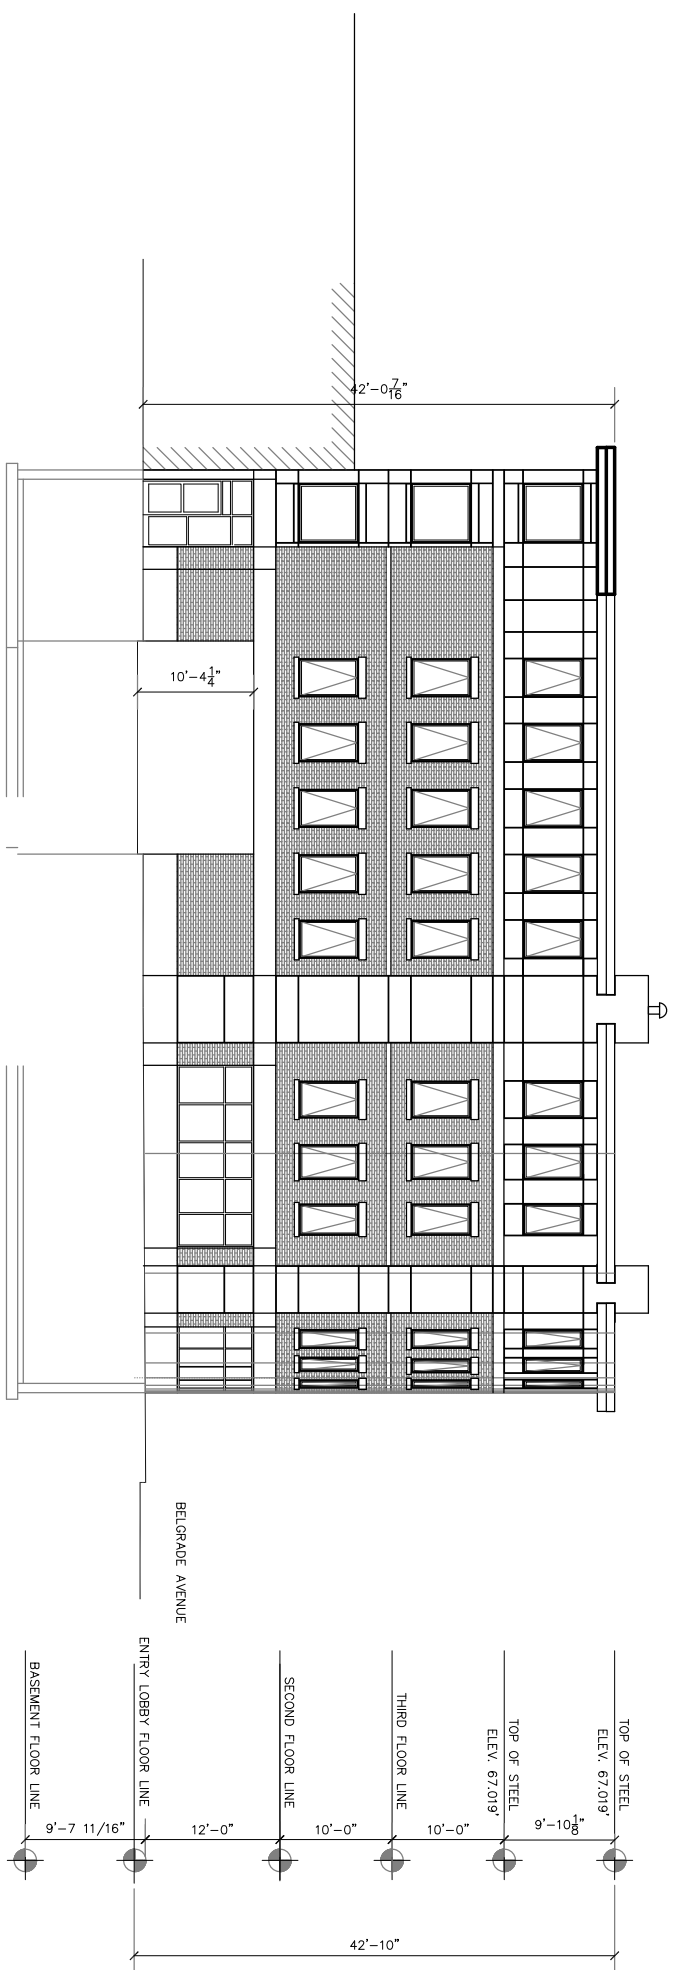 42'-0 7/16"
10'-4 1/4"
BELGRADE AVENUE
BASEMENT FLOOR LINE
ENTRY LOBBY FLOOR LINE
SECOND FLOOR LINE
THIRD FLOOR LINE
TOP OF STEEL
ELEV. 67.019'
TOP OF STEEL
ELEV. 67.019'
9'-7 11/16"
12'-0"
10'-0"
10'-0"
9'-10 1/8"
42'-10"